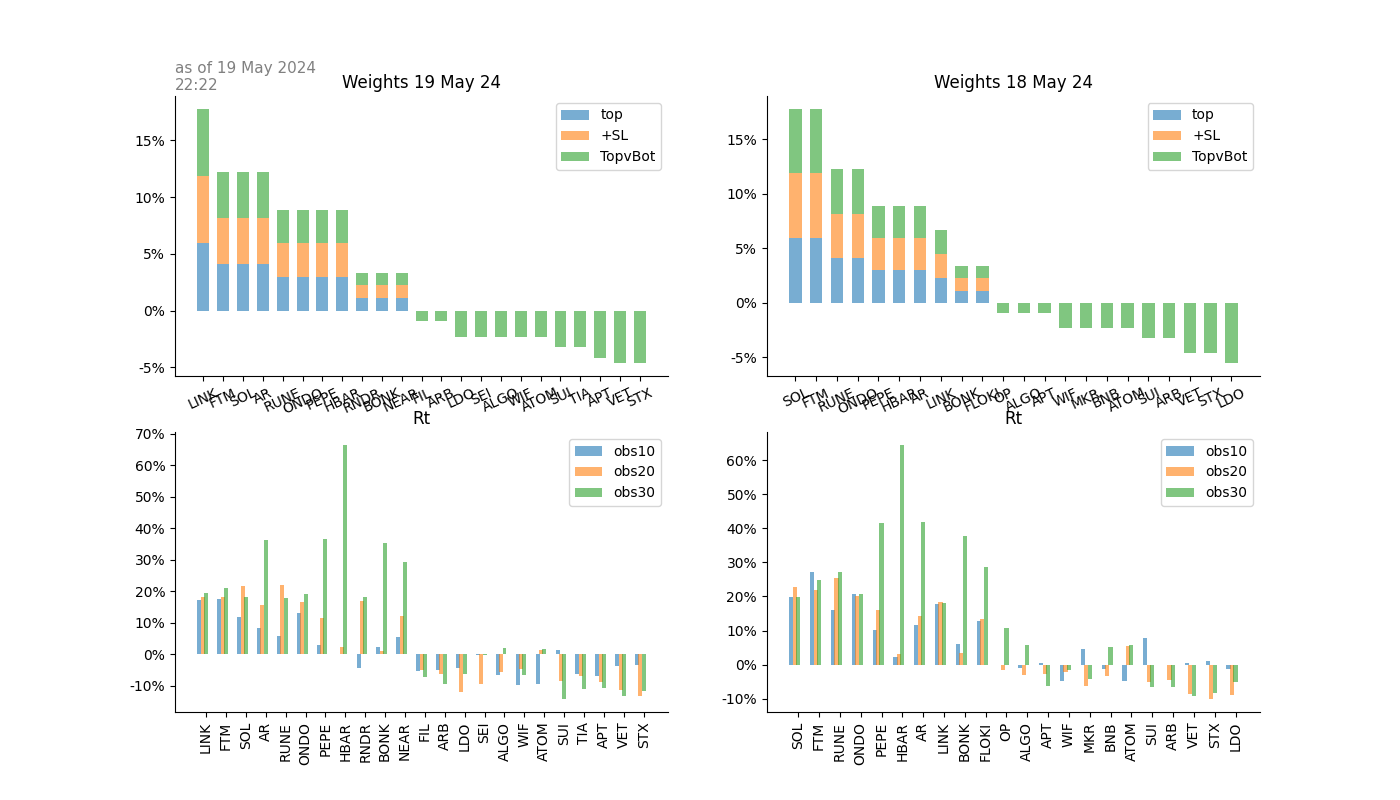 as of 19 May 2024
22:22
Weights 19 May 24
top
+SL
TopvBot
15%
10%
5%
0%
-5%
LINK FTM SOL AR RUNE ONDO PEPE HBAR RNDR BONK NEAR FIL ARB LDO SEI ALGO WIF ATOM SUI TIA APT VET STX
Weights 18 May 24
top
+SL
TopvBot
15%
10%
5%
0%
-5%
SOL FTM RUNE ONDO PEPE HBAR AR LINK BONK FLOKI OP ALGO APT WIF MKR BNB ATOM SUI ARB VET STX LDO
Rt
obs10
obs20
obs30
70%
60%
50%
40%
30%
20%
10%
0%
-10%
LINK FTM SOL AR RUNE ONDO PEPE HBAR RNDR BONK NEAR FIL ARB LDO SEI ALGO WIF ATOM SUI TIA APT VET STX
Rt
obs10
obs20
obs30
60%
50%
40%
30%
20%
10%
0%
-10%
SOL FTM RUNE ONDO PEPE HBAR AR LINK BONK FLOKI OP ALGO APT WIF MKR BNB ATOM SUI ARB VET STX LDO